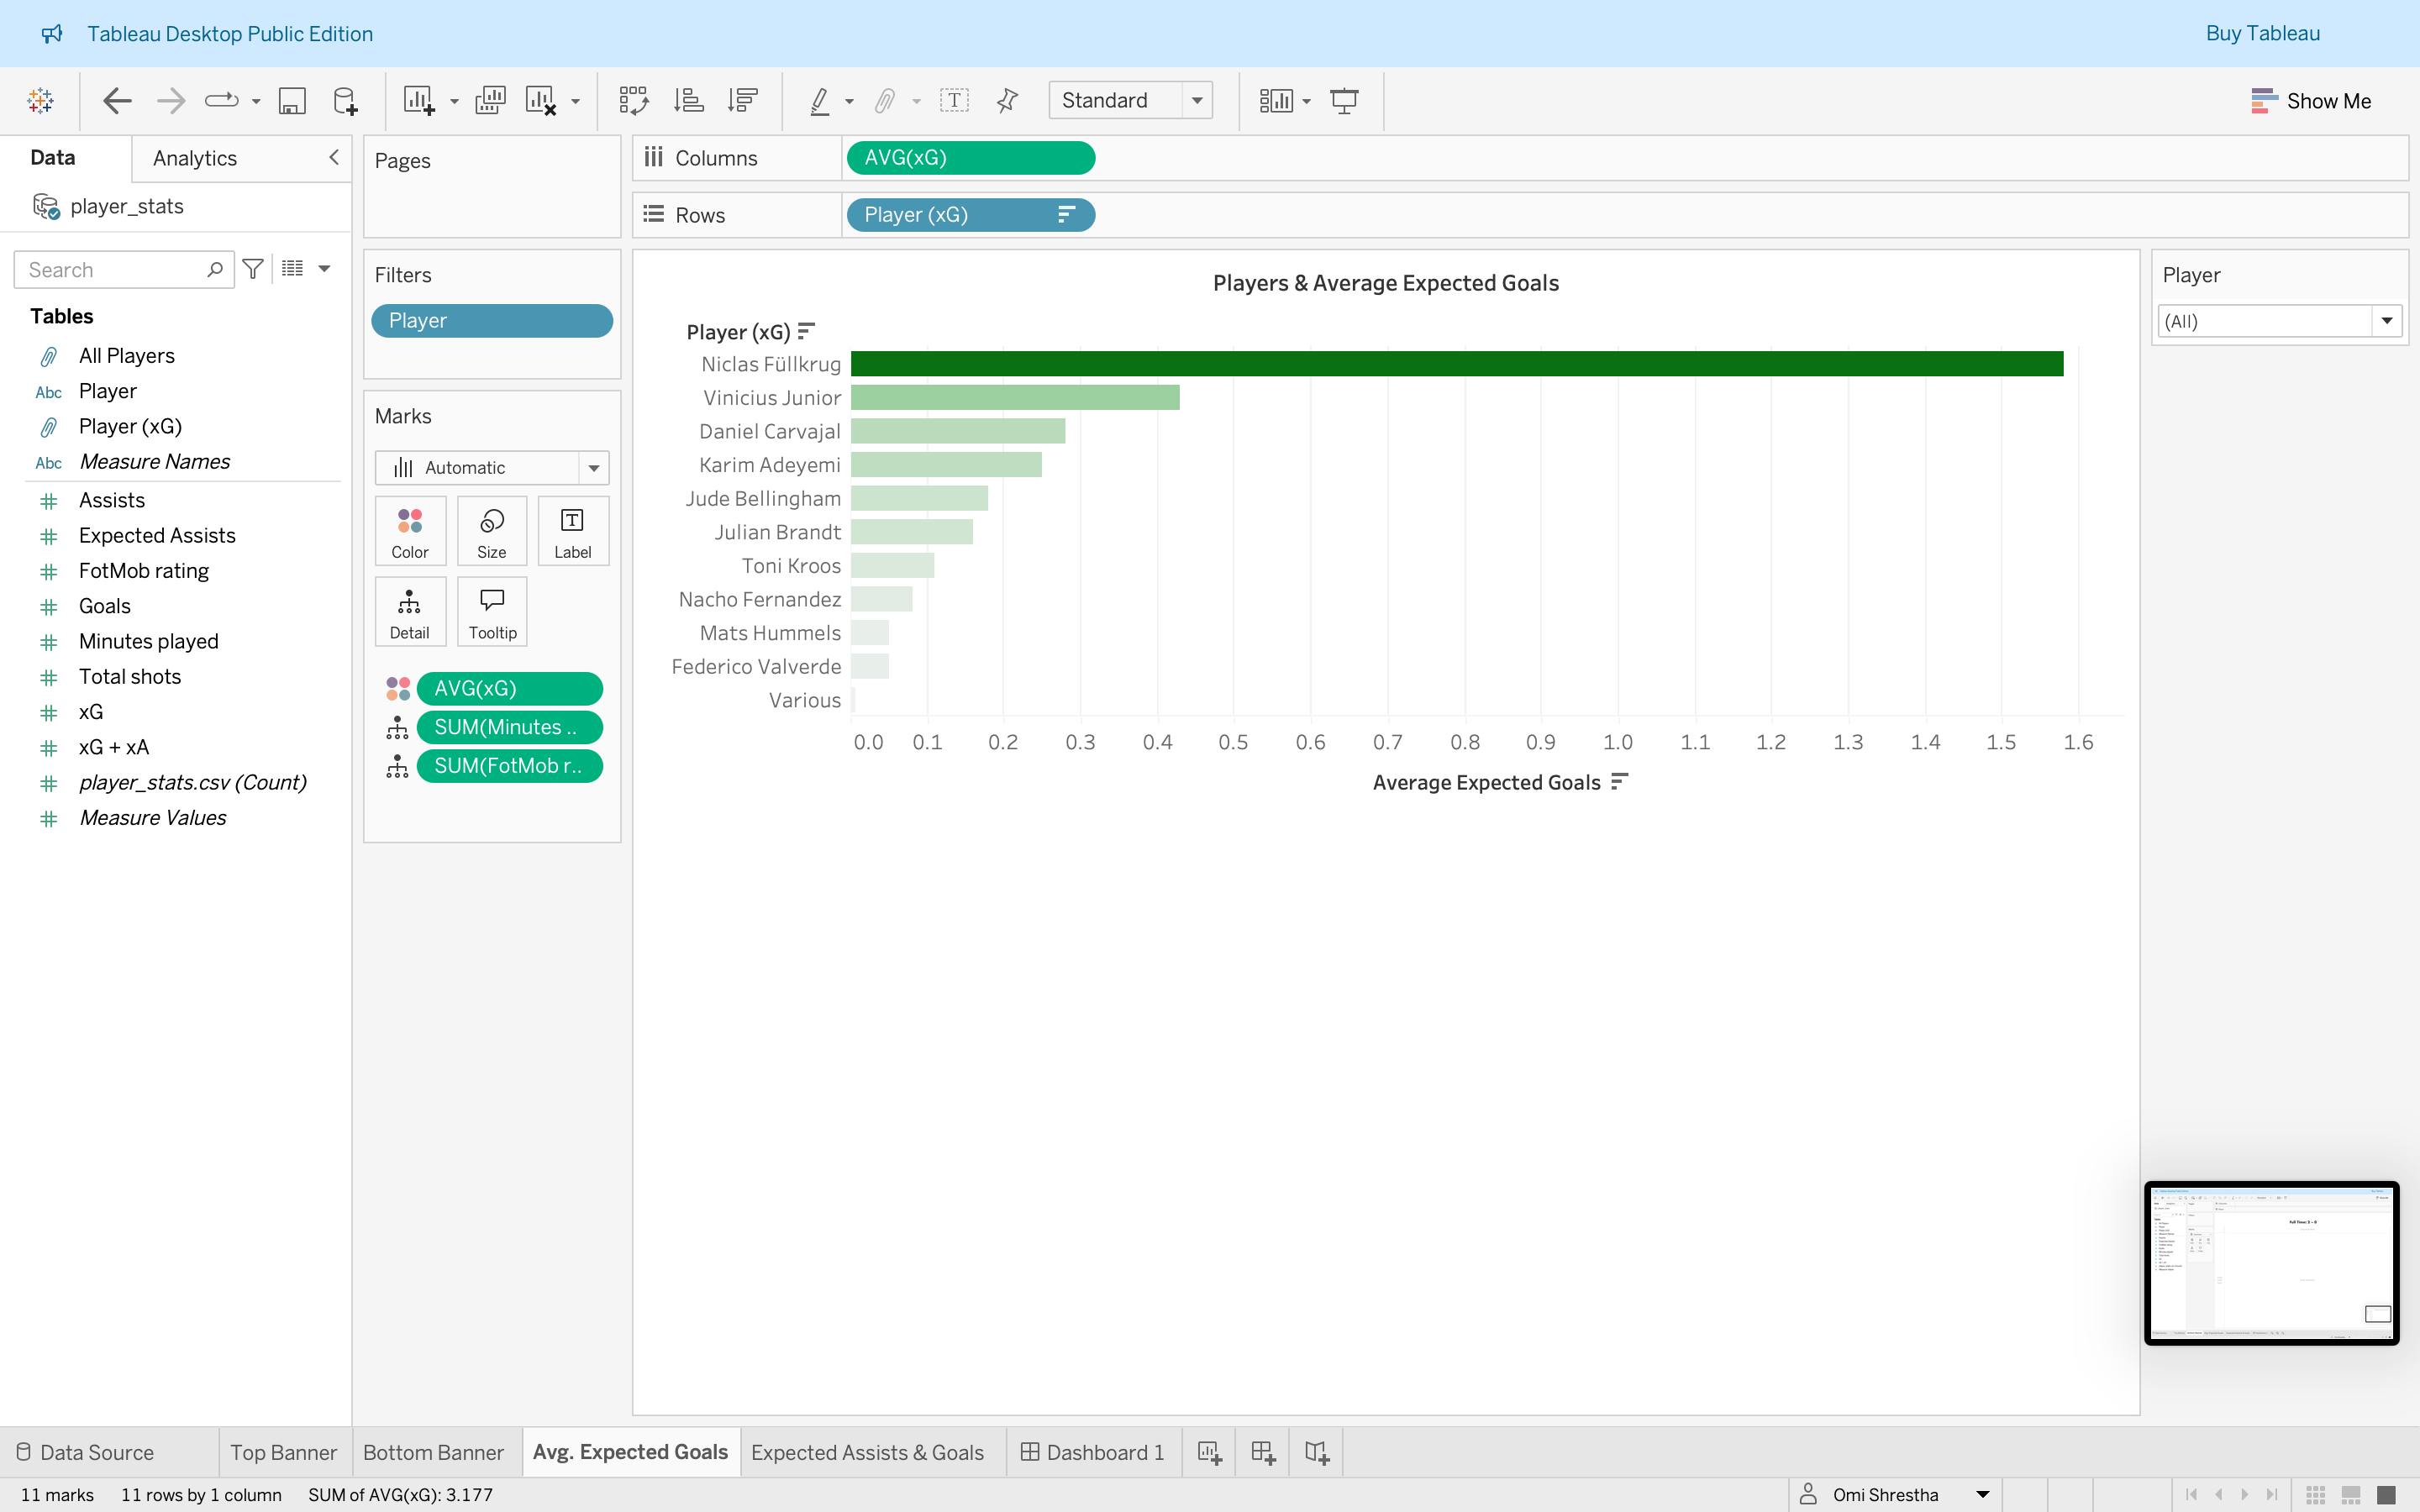 Tableau Desktop Public Edition
Buy Tableau
Standard
Show Me
Data
Analytics
player_stats
Search
Tables
All Players
Abc Player
Player (xG)
Abc Measure Names
Assists
Expected Assists
FotMob rating
Goals
Minutes played
Total shots
xG
xG + xA
player_stats.csv (Count)
Measure Values
Pages
Filters
Player
Marks
Automatic
Color
Size
Label
Detail
Tooltip
AVG(xG)
SUM(Minutes ..
SUM(FotMob r..
Columns
AVG(xG)
Rows
Player (xG)
Players & Average Expected Goals
Player (xG)
Niclas Füllkrug
Vinicius Junior
Daniel Carvajal
Karim Adeyemi
Jude Bellingham
Julian Brandt
Toni Kroos
Nacho Fernandez
Mats Hummels
Federico Valverde
Various
0.0 0.1 0.2 0.3 0.4 0.5 0.6 0.7 0.8 0.9 1.0 1.1 1.2 1.3 1.4 1.5 1.6
Average Expected Goals
Player
(All)
Data Source
Top Banner
Bottom Banner
Avg. Expected Goals
Expected Assists & Goals
Dashboard 1
11 marks
11 rows by 1 column
SUM of AVG(xG): 3.177
Omi Shrestha